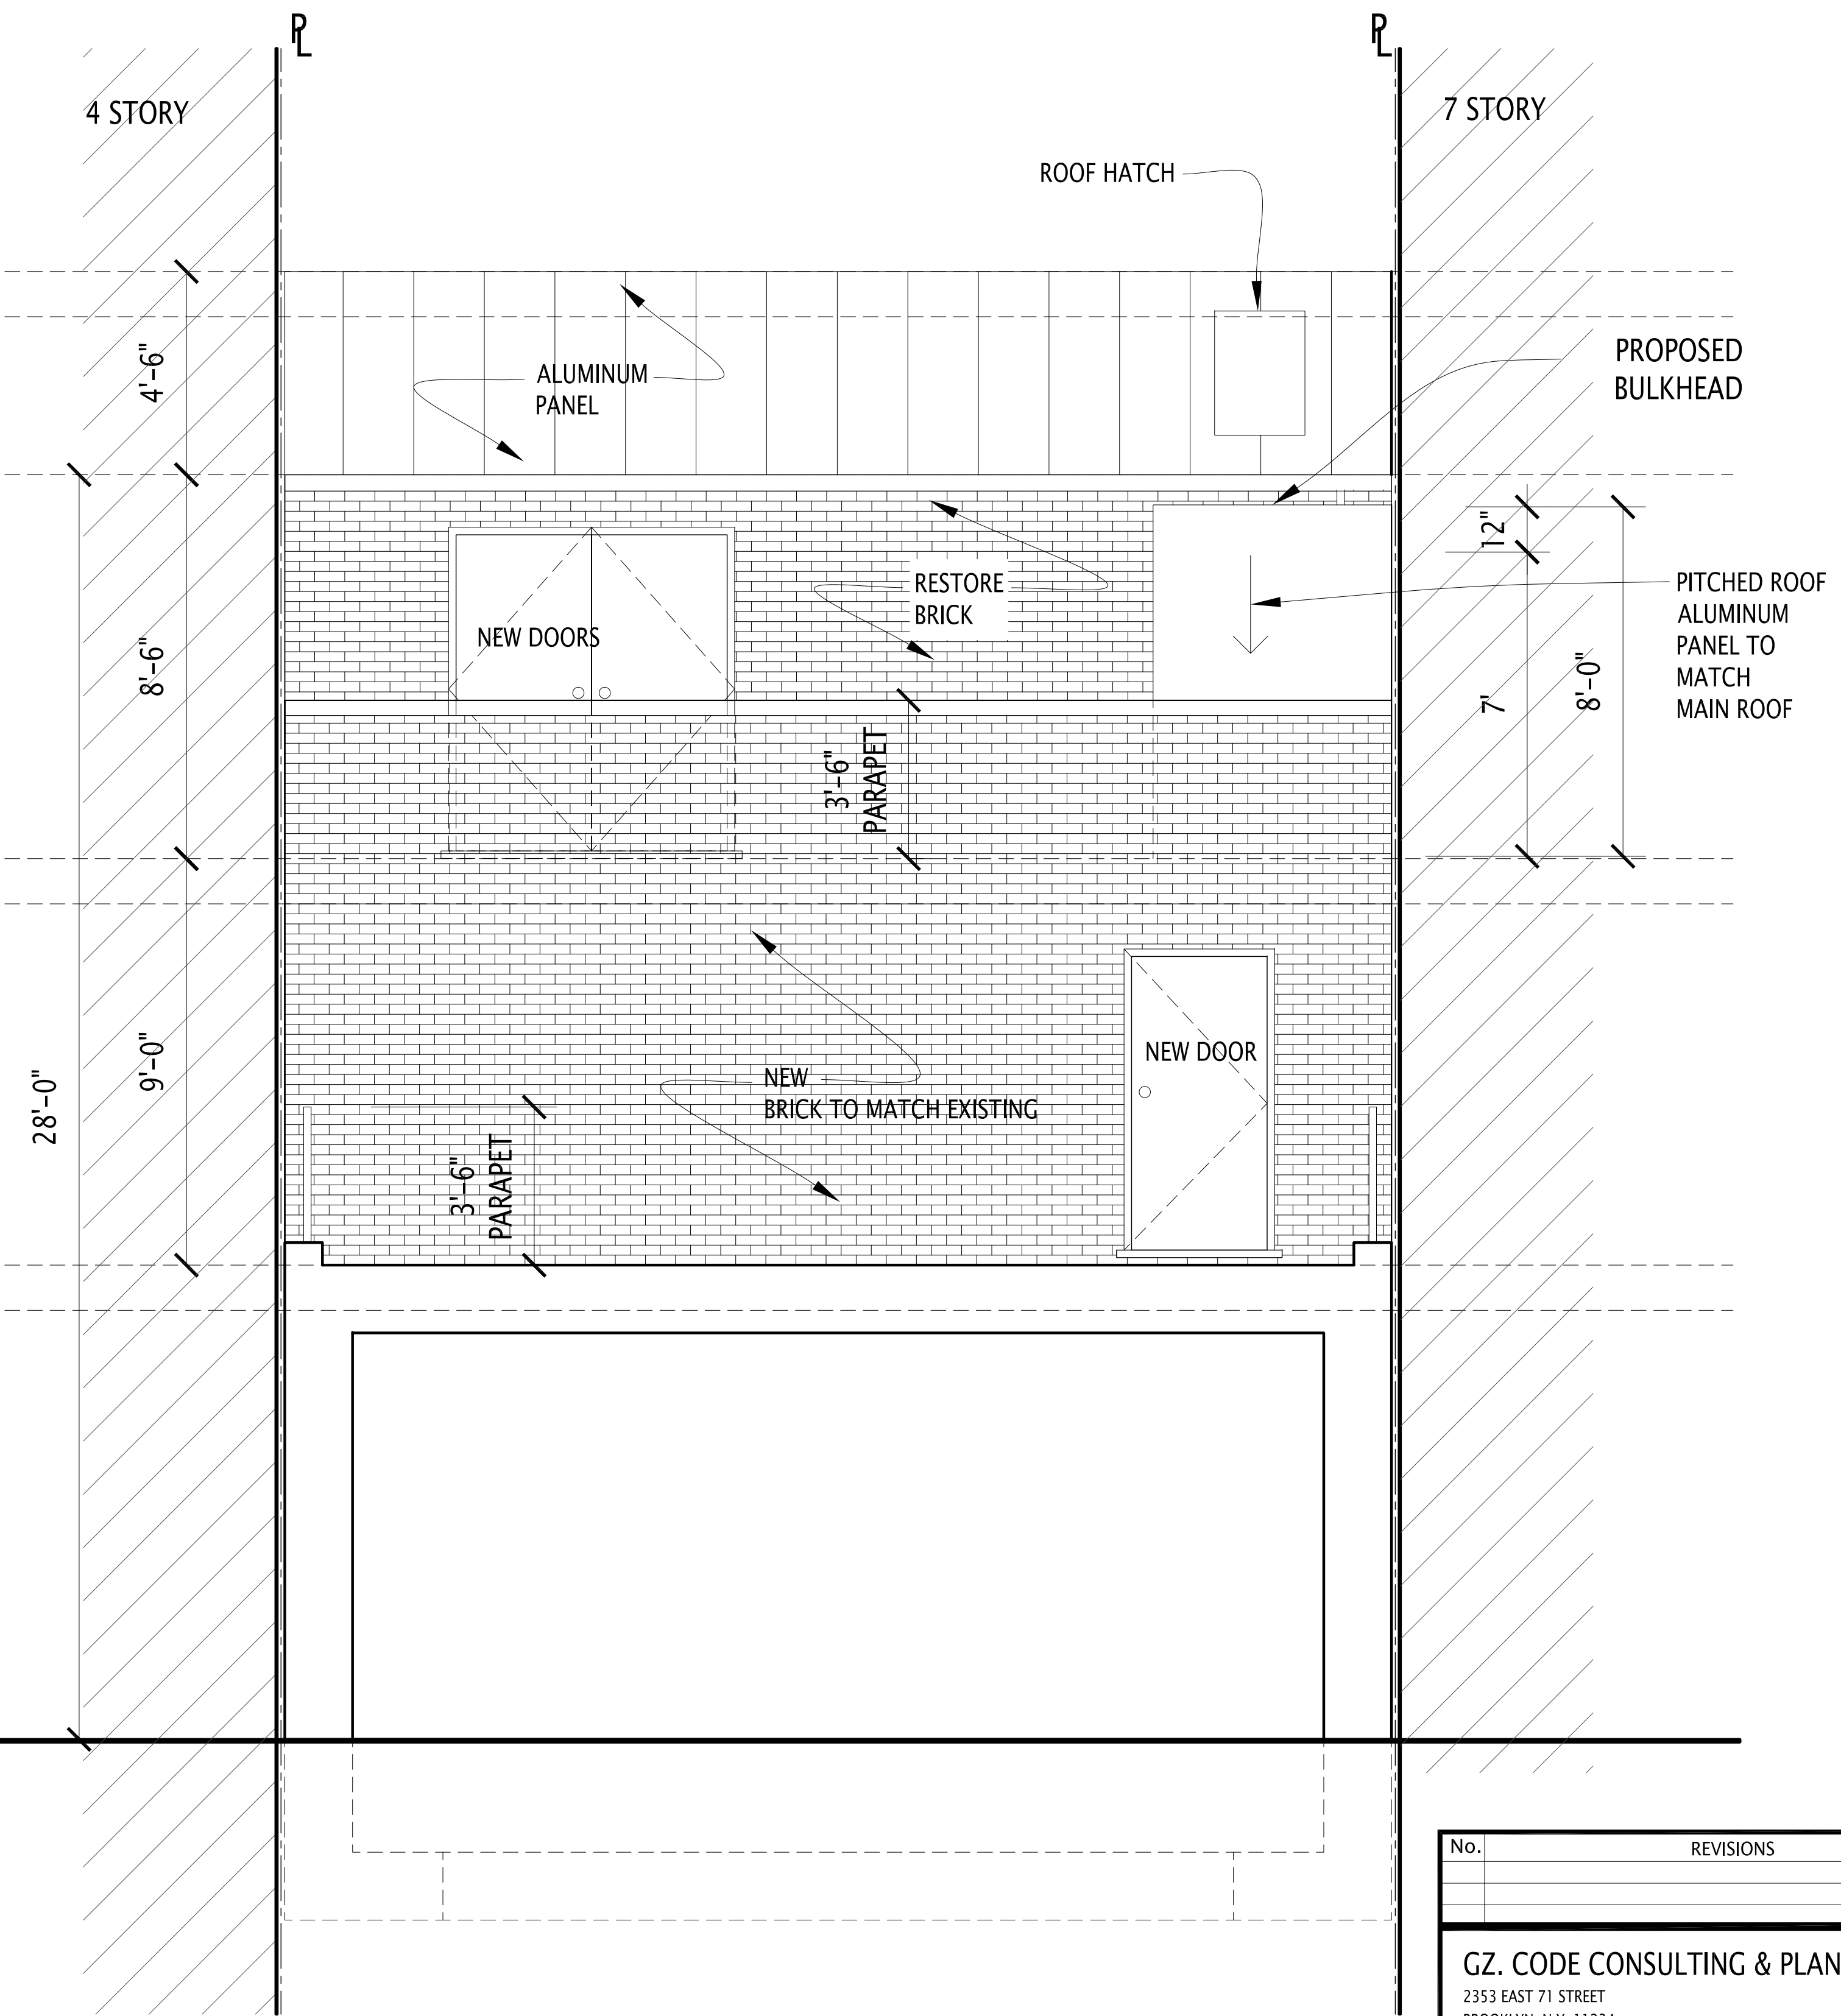 PL
PL
4 STORY
7 STORY
ROOF HATCH
PROPOSED
BULKHEAD
4'-6"
ALUMINUM
PANEL
12"
RESTORE
BRICK
PITCHED ROOF
ALUMINUM
PANEL TO
MATCH
MAIN ROOF
NEW DOORS
8'-6"
7"
8'-0"
3'-6"
PARAPET
9'-0"
28'-0"
NEW DOOR
NEW
BRICK TO MATCH EXISTING
3'-6"
PARAPET
No.
REVISIONS
GZ. CODE CONSULTING & PLAN
2353 EAST 71 STREET